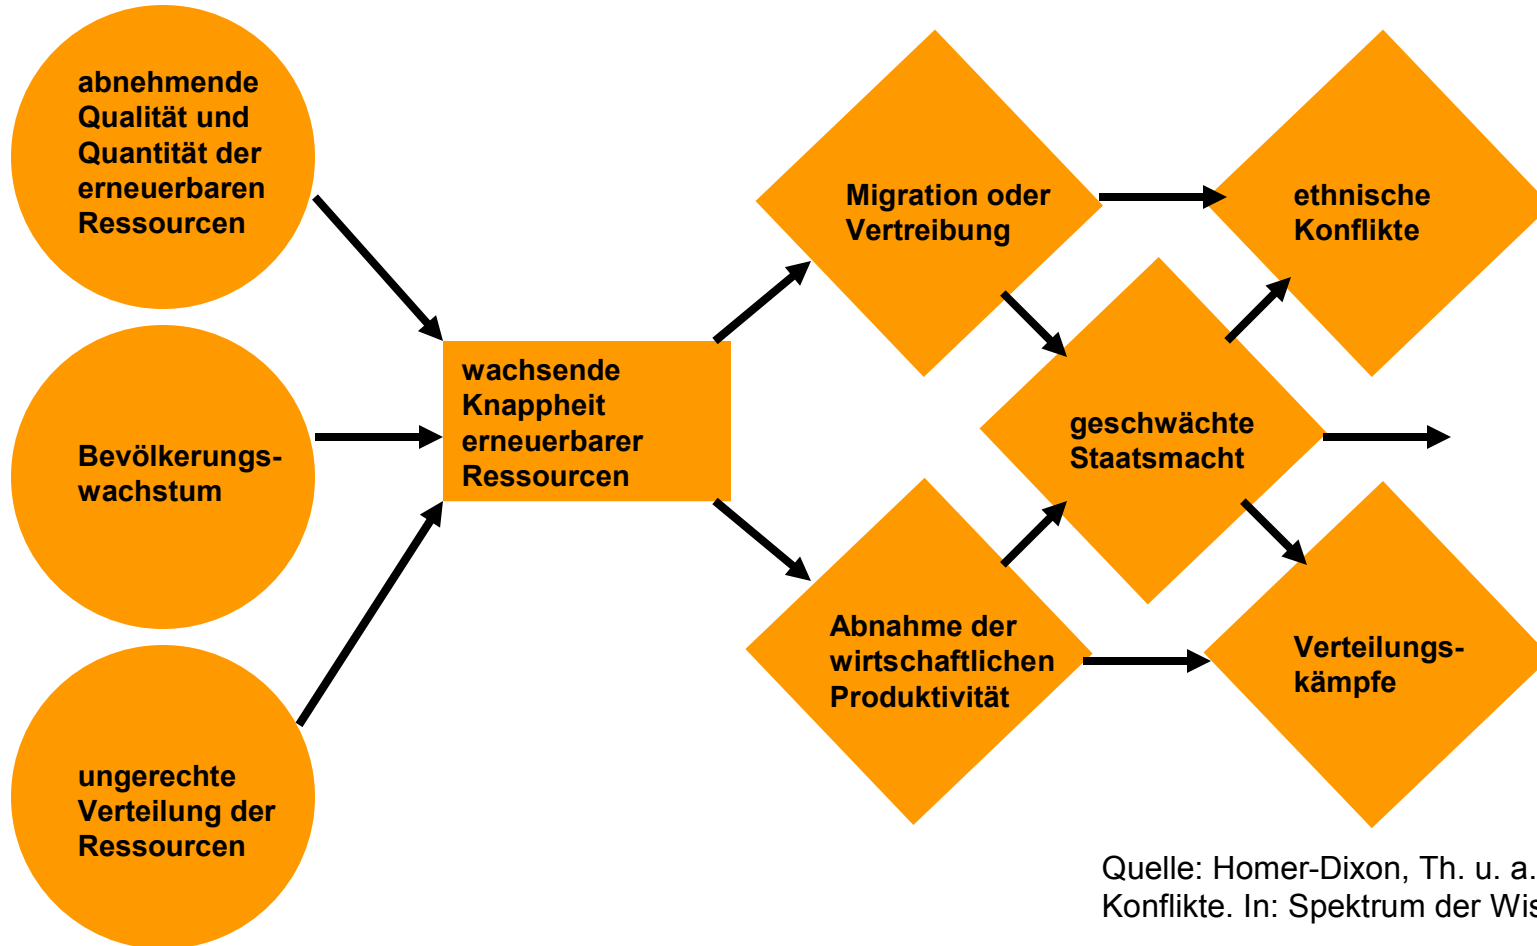 abnehmende
Qualität und
Quantität der
erneuerbaren
Ressourcen
Bevölkerungs-
wachstum
ungerechte
Verteilung der
Ressourcen
wachsende
Knappheit
erneuerbarer
Ressourcen
Migration oder
Vertreibung
Abnahme der
wirtschaftlichen
Produktivität
geschwächte
Staatsmacht
ethnische
Konflikte
Verteilungs-
kämpfe
Quelle: Homer-Dixon, Th. u. a.
Konflikte. In: Spektrum der Wis